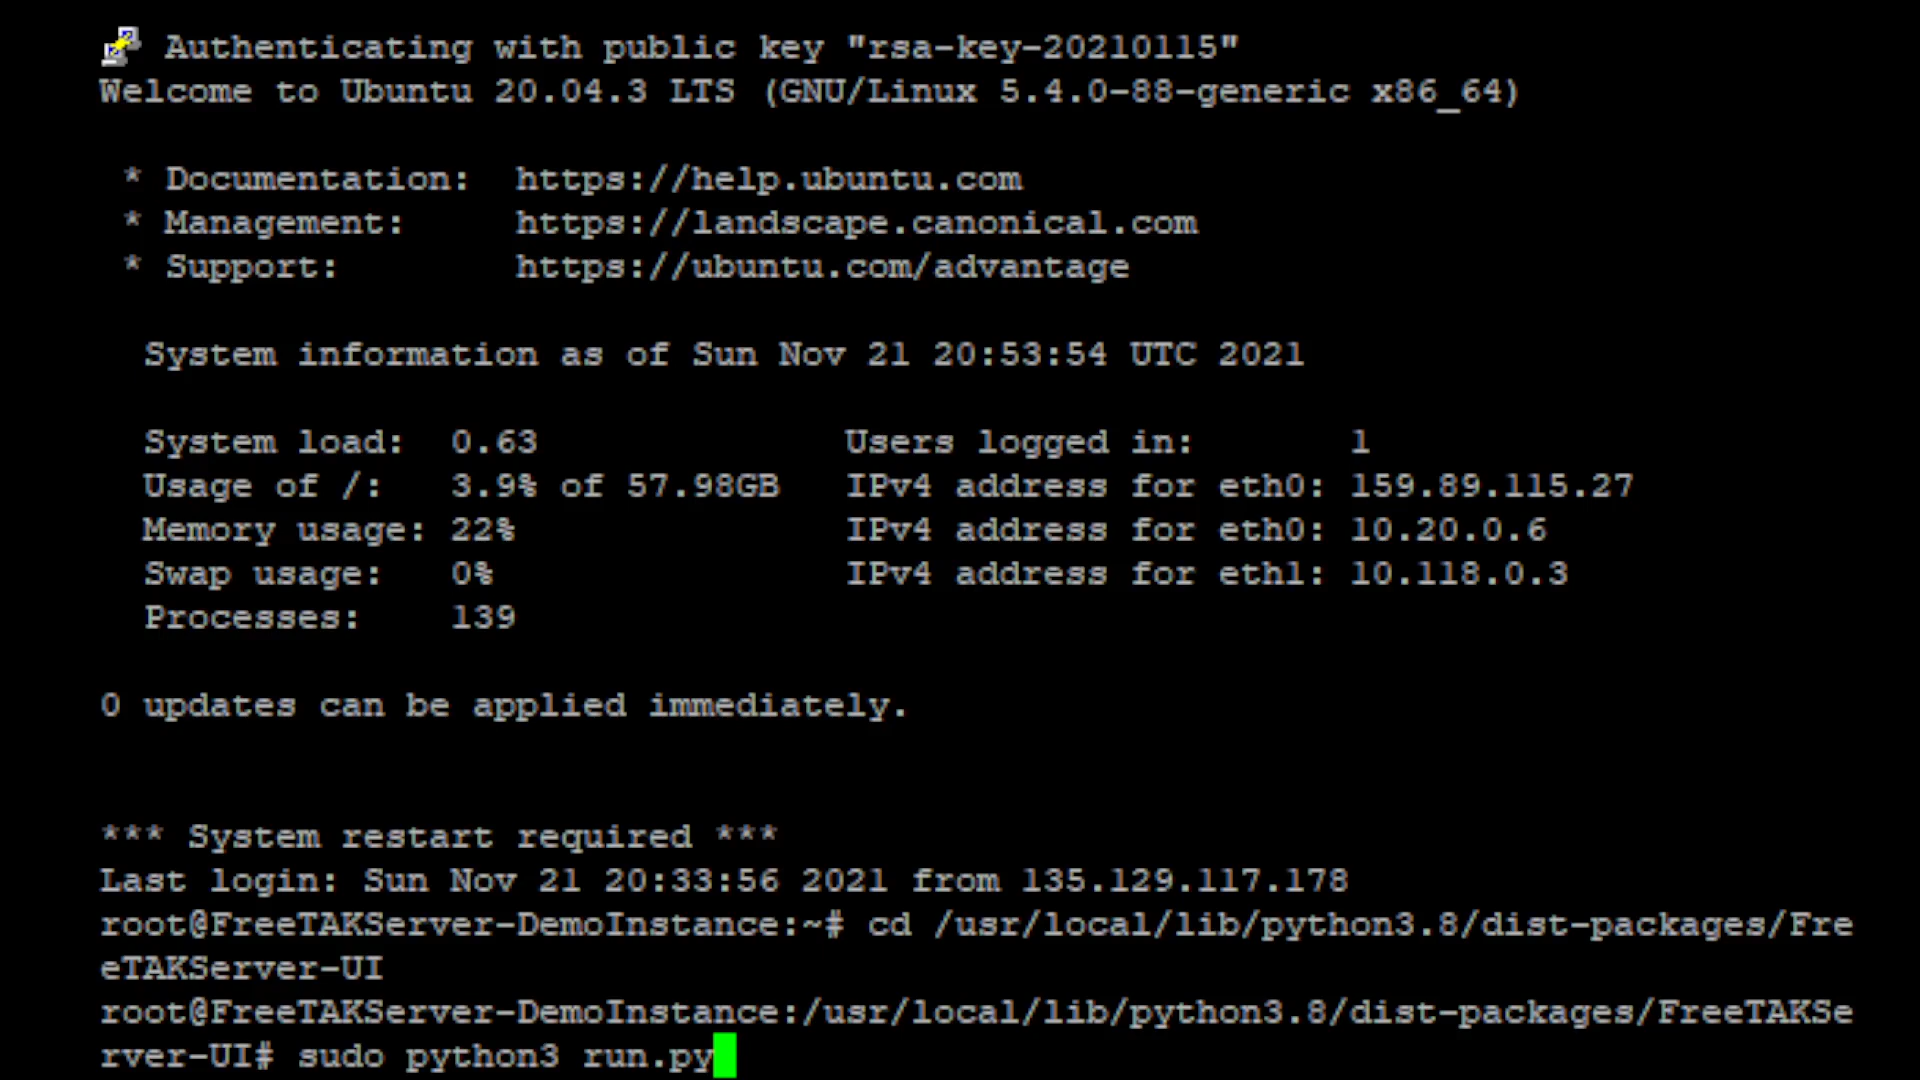 Authenticating with public key "rsa-key-20210115"
Welcome to Ubuntu 20.04.3 LTS (GNU/Linux 5.4.0-88-generic x86_64)
* Documentation:  https://help.ubuntu.com
* Management:     https://landscape.canonical.com
* Support:        https://ubuntu.com/advantage
System information as of Sun Nov 21 20:53:54 UTC 2021
System load:  0.63              Users logged in:       1
Usage of /:   3.9% of 57.98GB   IPv4 address for eth0: 159.89.115.27
Memory usage: 22%               IPv4 address for eth0: 10.20.0.6
Swap usage:   0%                IPv4 address for eth1: 10.118.0.3
Processes:    139
0 updates can be applied immediately.
*** System restart required ***
Last login: Sun Nov 21 20:33:56 2021 from 135.129.117.178
root@FreeTAKServer-DemoInstance:~# cd /usr/local/lib/python3.8/dist-packages/Fre
eTAKServer-UI
root@FreeTAKServer-DemoInstance:/usr/local/lib/python3.8/dist-packages/FreeTAKSe
rver-UI# sudo python3 run.py